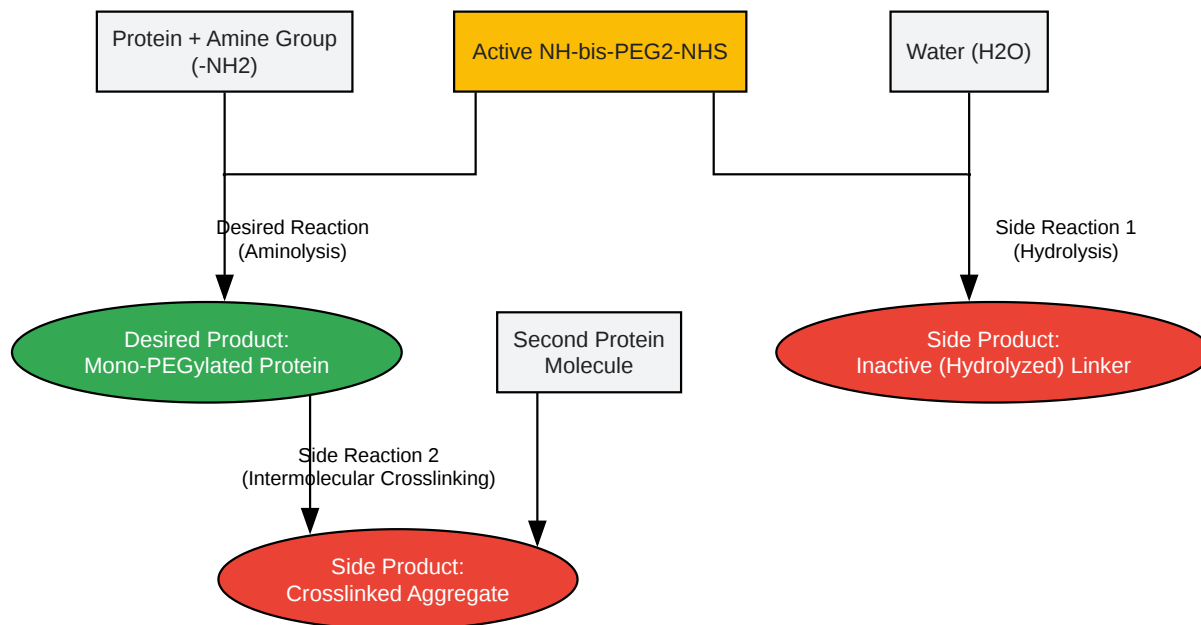 Protein + Amine Group
(-NH2)
Active NH-bis-PEG2-NHS
Water (H2O)
Desired Reaction
(Aminolysis)
Side Reaction 1
(Hydrolysis)
Desired Product:
Mono-PEGylated Protein
Second Protein
Molecule
Side Product:
Inactive (Hydrolyzed) Linker
Side Reaction 2
(Intermolecular Crosslinking)
Side Product:
Crosslinked Aggregate